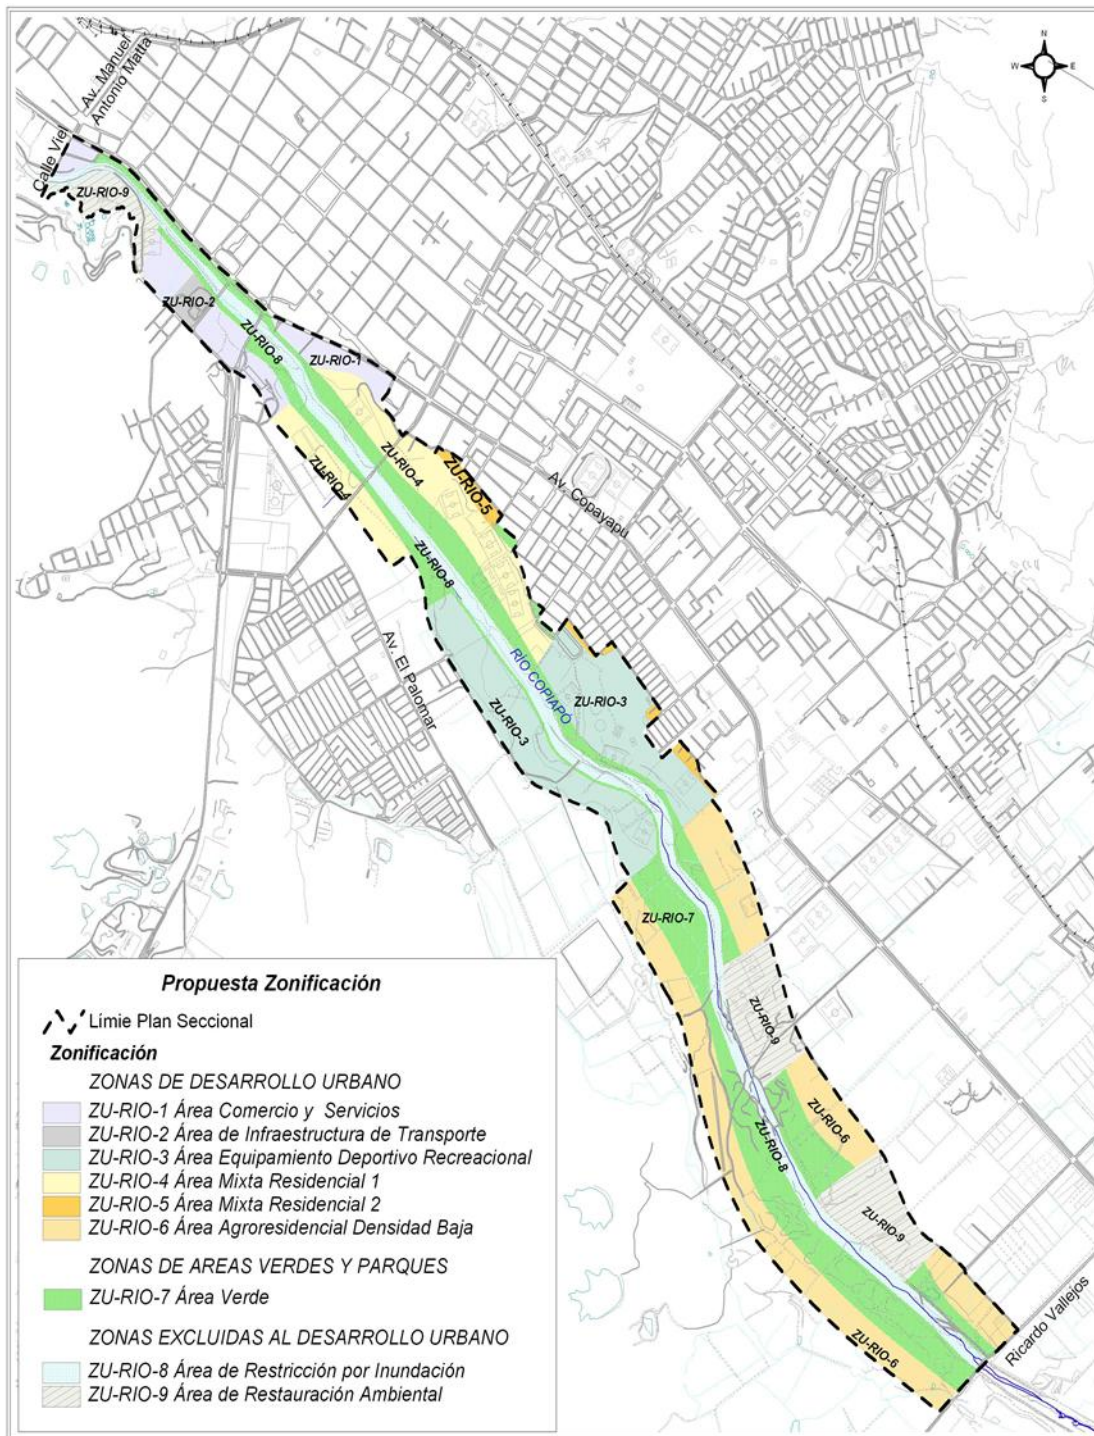 N
W E
S
Av. Manuel
Antonio Matta
Calle Viel
ZU-RIO-9
ZU-RIO-2
ZU-RIO-8
ZU-RIO-1
ZU-RIO-4
ZU-RIO-4
ZU-RIO-5
Av. Copayapu
ZU-RIO-8
Av. El Palomar
RÍO COPIAPÓ
ZU-RIO-3
ZU-RIO-3
ZU-RIO-7
ZU-RIO-9
ZU-RIO-6
ZU-RIO-8
ZU-RIO-9
ZU-RIO-6
Ricardo Vallejos
Propuesta Zonificación
Límie Plan Seccional
Zonificación
ZONAS DE DESARROLLO URBANO
ZU-RIO-1 Área Comercio y Servicios
ZU-RIO-2 Área de Infraestructura de Transporte
ZU-RIO-3 Área Equipamiento Deportivo Recreacional
ZU-RIO-4 Área Mixta Residencial 1
ZU-RIO-5 Área Mixta Residencial 2
ZU-RIO-6 Área Agroresidencial Densidad Baja
ZONAS DE AREAS VERDES Y PARQUES
ZU-RIO-7 Área Verde
ZONAS EXCLUIDAS AL DESARROLLO URBANO
ZU-RIO-8 Área de Restricción por Inundación
ZU-RIO-9 Área de Restauración Ambiental